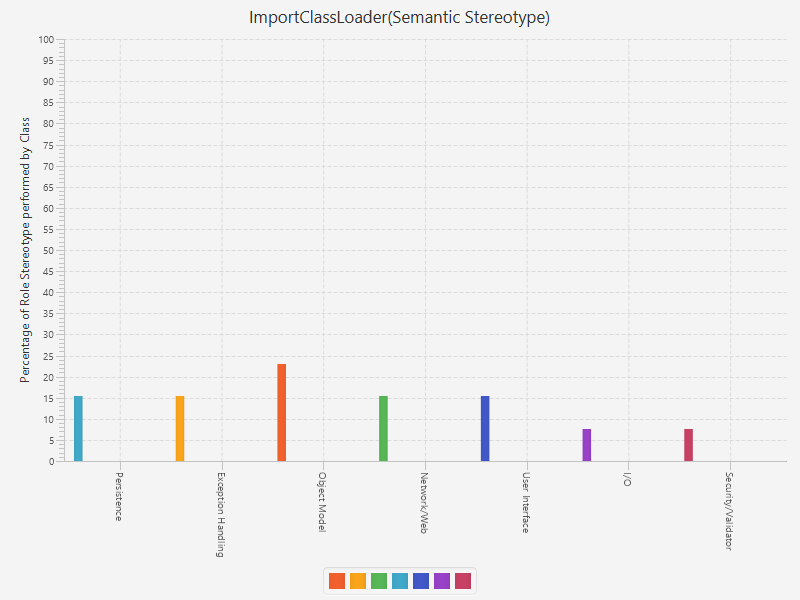 ImportClassLoader(Semantic Stereotype)
Percentage of Role Stereotype performed by Class
100
95
90
85
80
75
70
65
60
55
50
45
40
35
30
25
20
15
10
5
0
Persistence
Exception Handling
Object Model
Network/Web
User Interface
I/O
Security/Validator